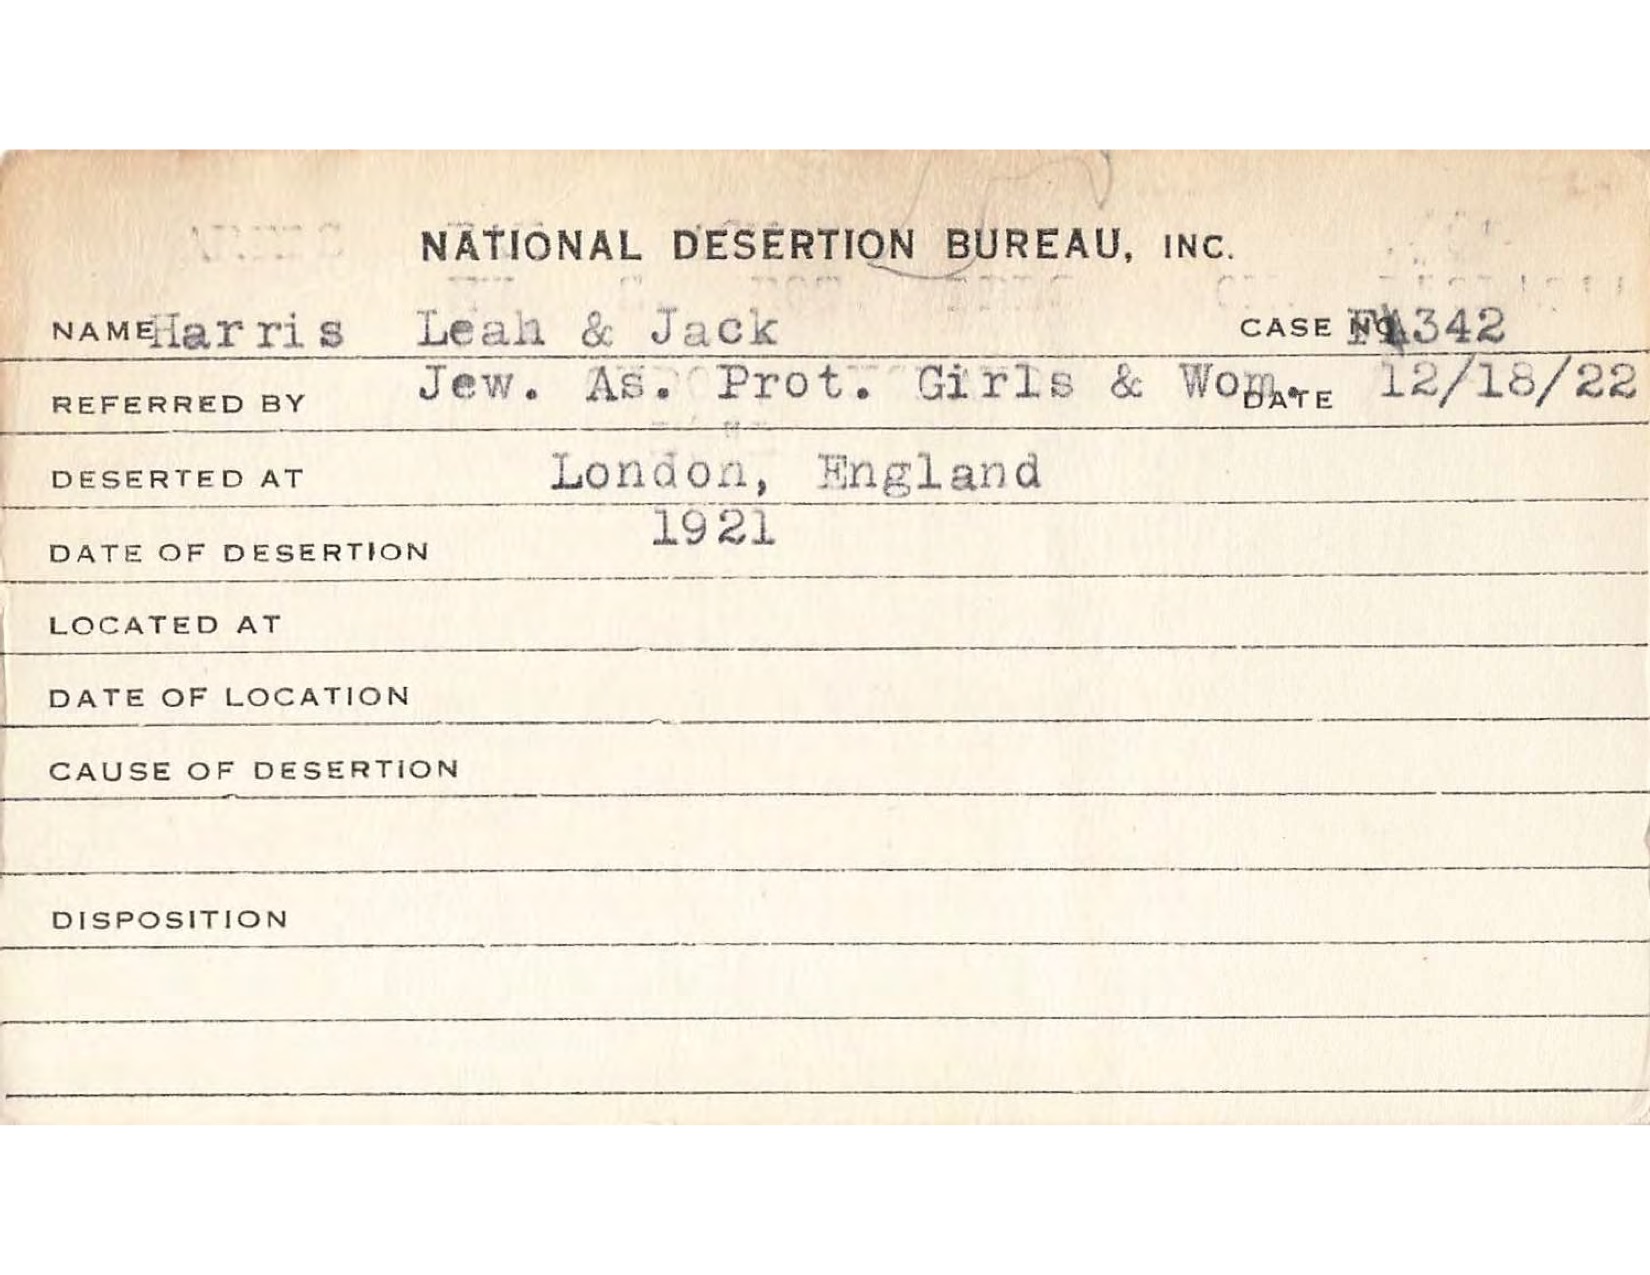 NATIONAL DESERTION BUREAU, INC.
NAME Harris Leah & Jack CASE NO. FA342
REFERRED BY Jew. As. Prot. Girls & Wom. DATE 12/18/22
DESERTED AT London, England
DATE OF DESERTION 1921
LOCATED AT
DATE OF LOCATION
CAUSE OF DESERTION
DISPOSITION